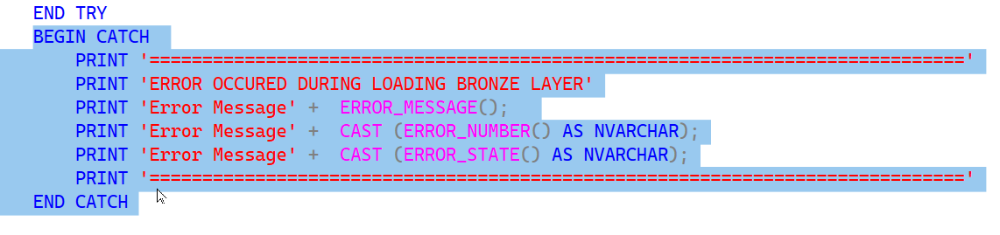 END TRY
BEGIN CATCH
PRINT '============================================================================='
PRINT 'ERROR OCCURED DURING LOADING BRONZE LAYER'
PRINT 'Error Message' +  ERROR_MESSAGE();
PRINT 'Error Message' +  CAST (ERROR_NUMBER() AS NVARCHAR);
PRINT 'Error Message' +  CAST (ERROR_STATE() AS NVARCHAR);
PRINT '============================================================================='
END CATCH